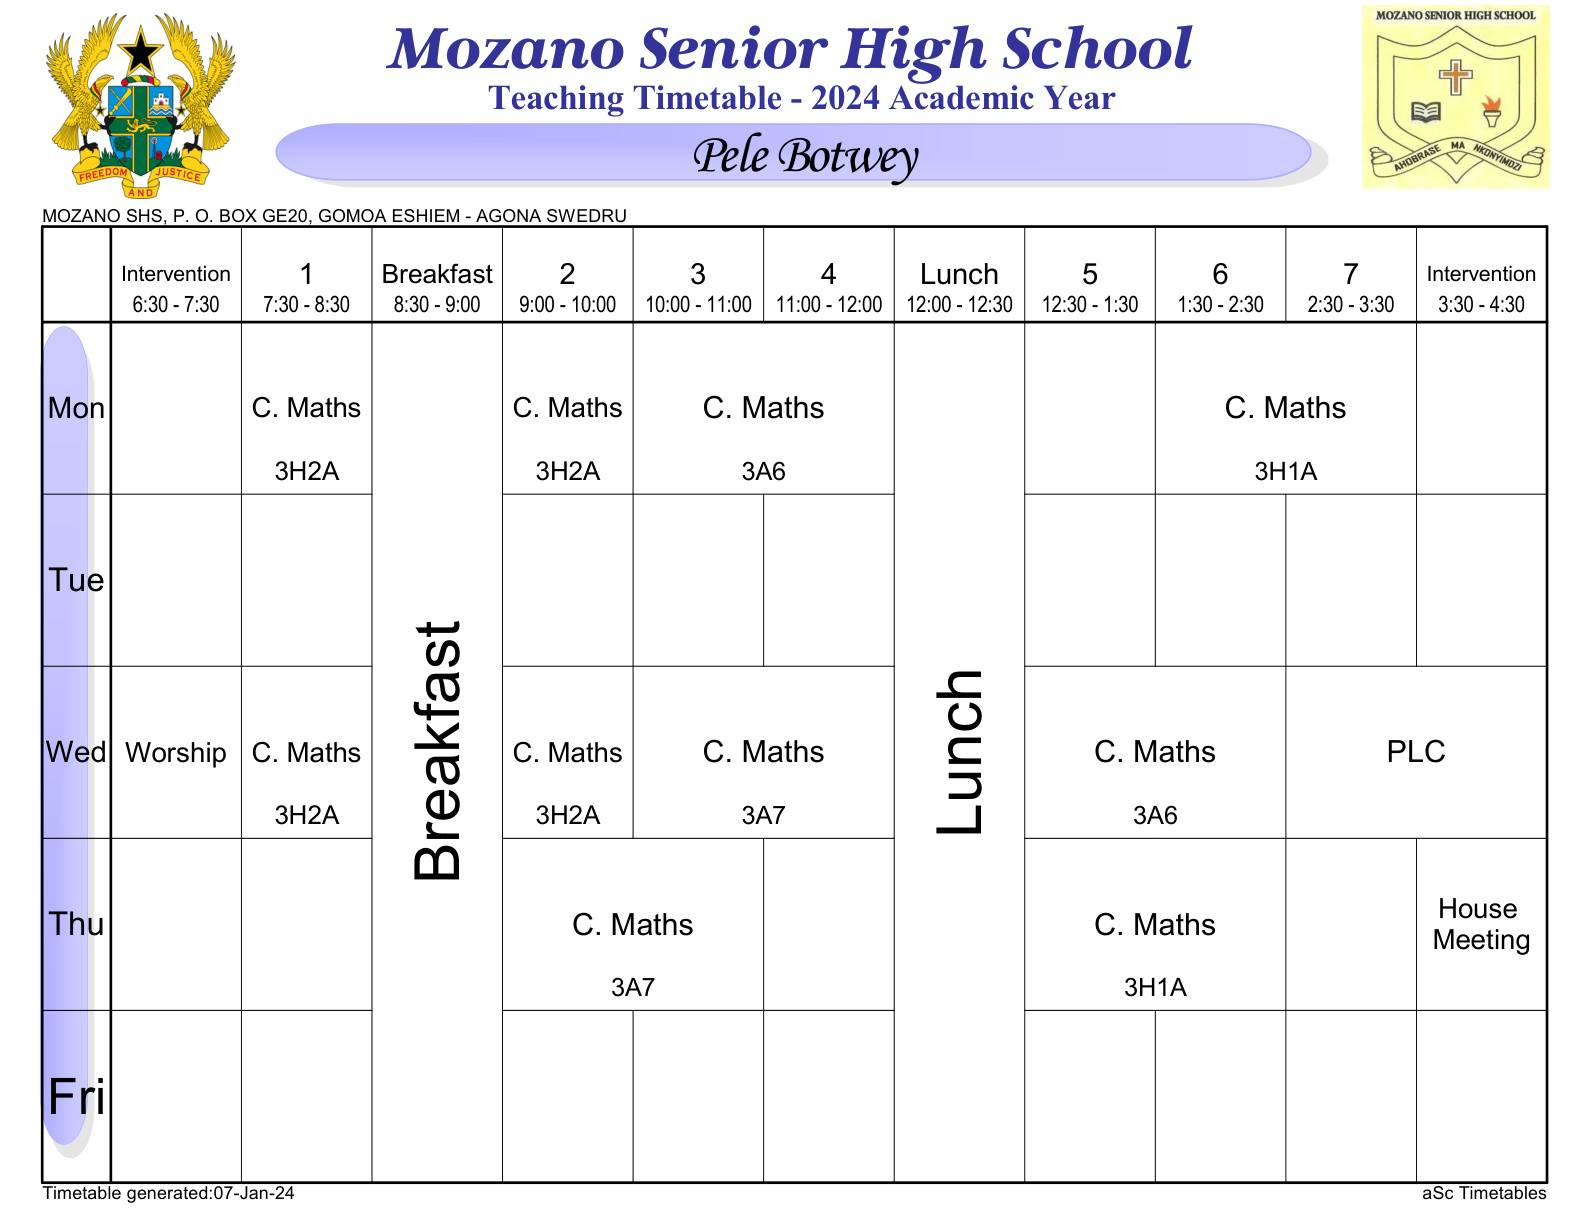 Mozano Senior High School
Teaching Timetable - 2024 Academic Year
Pele Botwey
FREEDOM AND JUSTICE
MOZANO SENIOR HIGH SCHOOL
AHOBRASE MA NKONYIMDZI
MOZANO SHS, P. O. BOX GE20, GOMOA ESHIEM - AGONA SWEDRU
Intervention 1 Breakfast 2 3 4 Lunch 5 6 7 Intervention
6:30 - 7:30 7:30 - 8:30 8:30 - 9:00 9:00 - 10:00 10:00 - 11:00 11:00 - 12:00 12:00 - 12:30 12:30 - 1:30 1:30 - 2:30 2:30 - 3:30 3:30 - 4:30
Mon C. Maths C. Maths C. Maths C. Maths
3H2A 3H2A 3A6 3H1A
Tue
Breakfast
Lunch
Wed Worship C. Maths C. Maths C. Maths C. Maths PLC
3H2A 3H2A 3A7 3A6
Thu C. Maths C. Maths House Meeting
3A7 3H1A
Fri
Timetable generated:07-Jan-24 aSc Timetables